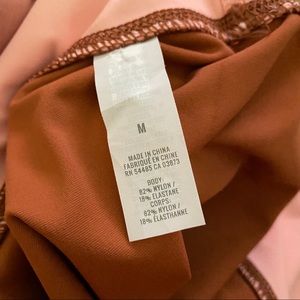 M
MADE IN CHINA
FABRIQUÉ EN CHINE
RN 54485 CA 03873
BODY:
82% NYLON /
18% ELASTANE
CORPS:
82% NYLON /
18% ÉLASTHANNE